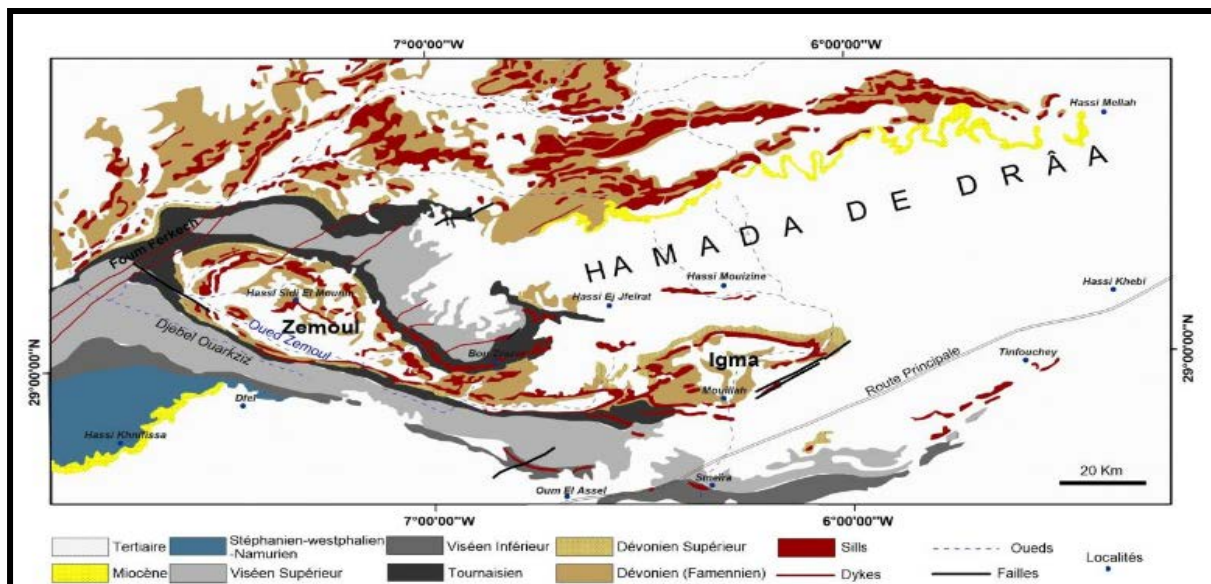 7°00'00"W 6°00'00"W
Hassi Mellah
HAMADA DE DRÂA
Foum Ferkech
Hassi Mouizine
Hassi Khebi
Hassi Sidi El Mounir
Hassi Ej Jfeirat
Zemoul
Oued Zemoul
Djebel Ouarkziz
29°00'00"N
Igma
Tinfouchey
29°00'00"N
Route Principale
Mouillah
Dfel
Hassi Khnifissa
Smeïra
20 Km
Oum El Assel
7°00'00"W 6°00'00"W
Tertiaire
Stéphanien-westphalien
-Namurien
Viséen Inférieur
Dévonien Supérieur
Sills
Oueds
Localités
Miocène
Viséen Supérieur
Tournaisien
Dévonien (Famennien)
Dykes
Failles